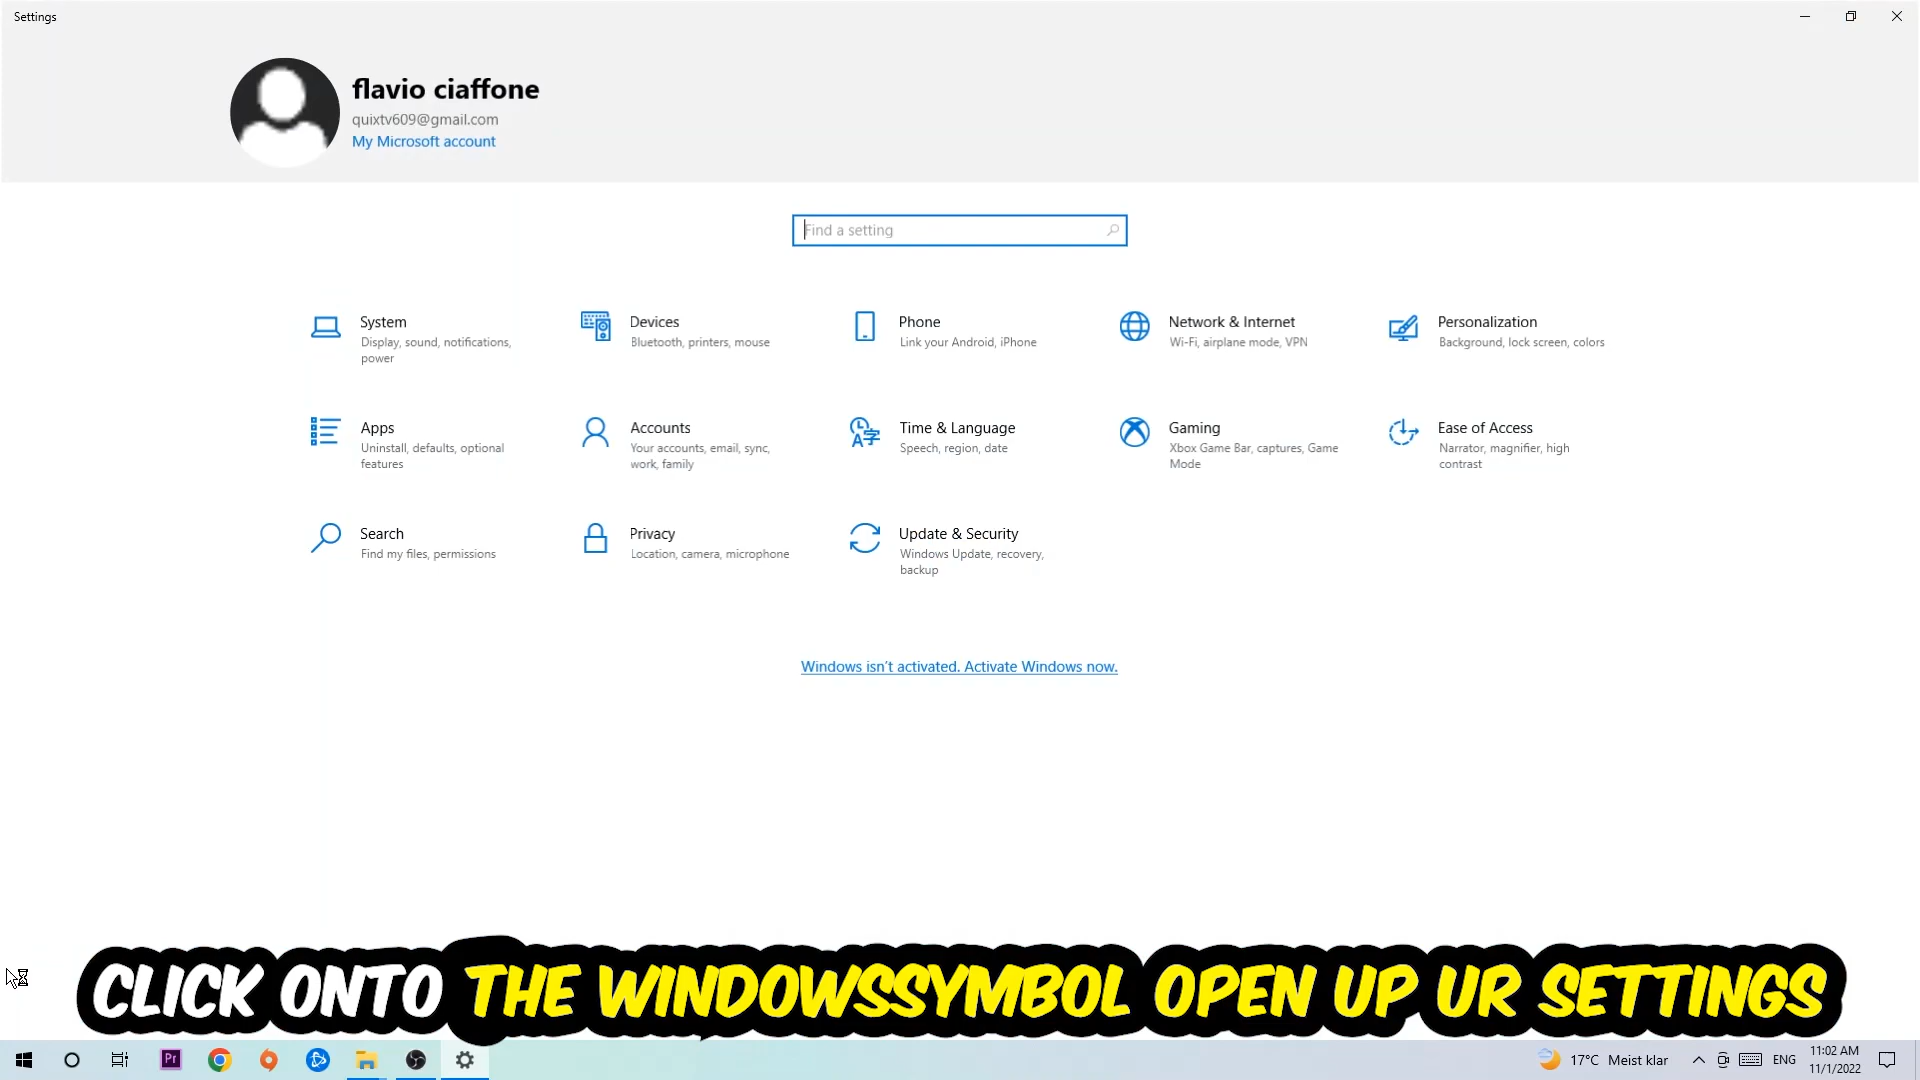 Settings
flavio ciaffone
quixtv609@gmail.com
My Microsoft account
Find a setting
System
Display, sound, notifications,
power
Devices
Bluetooth, printers, mouse
Phone
Link your Android, iPhone
Network & Internet
Wi-Fi, airplane mode, VPN
Personalization
Background, lock screen, colors
Apps
Uninstall, defaults, optional
features
Accounts
Your accounts, email, sync,
work, family
Time & Language
Speech, region, date
Gaming
Xbox Game Bar, captures, Game
Mode
Ease of Access
Narrator, magnifier, high
contrast
Search
Find my files, permissions
Privacy
Location, camera, microphone
Update & Security
Windows Update, recovery,
backup
Windows isn't activated. Activate Windows now.
CLICK ONTO THE WINDOWSSYMBOL OPEN UP UR SETTINGS
Pr
17°C Meist klar
ENG
11:02 AM
11/1/2022